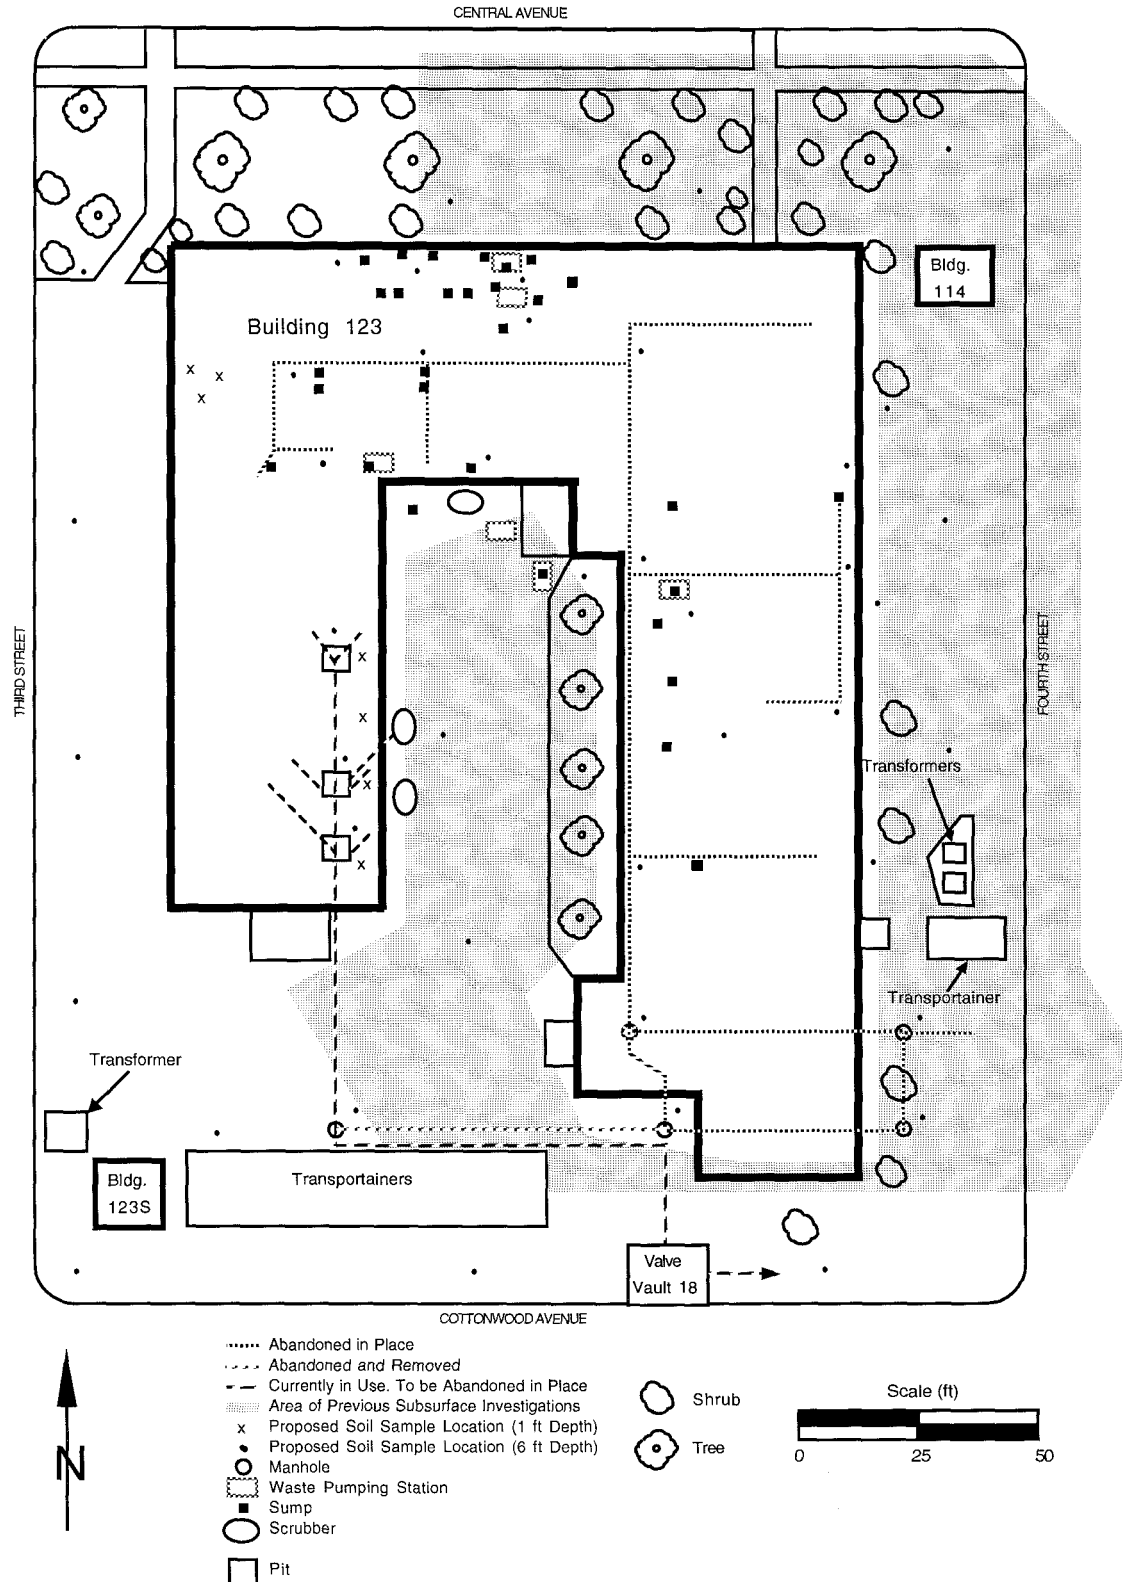 CENTRAL AVENUE
Bldg.
114
Building 123
x
x
x
THIRD STREET
FOURTH STREET
x
x
Transformers
x
x
Transportainer
Transformer
Bldg.
123S
Transportainers
Valve
Vault 18
COTTONWOOD AVENUE
Abandoned in Place
Abandoned and Removed
Currently in Use. To be Abandoned in Place
Area of Previous Subsurface Investigations
x Proposed Soil Sample Location (1 ft Depth)
Proposed Soil Sample Location (6 ft Depth)
Manhole
Waste Pumping Station
Sump
Scrubber
Pit
Shrub
Tree
Scale (ft)
0 25 50
N